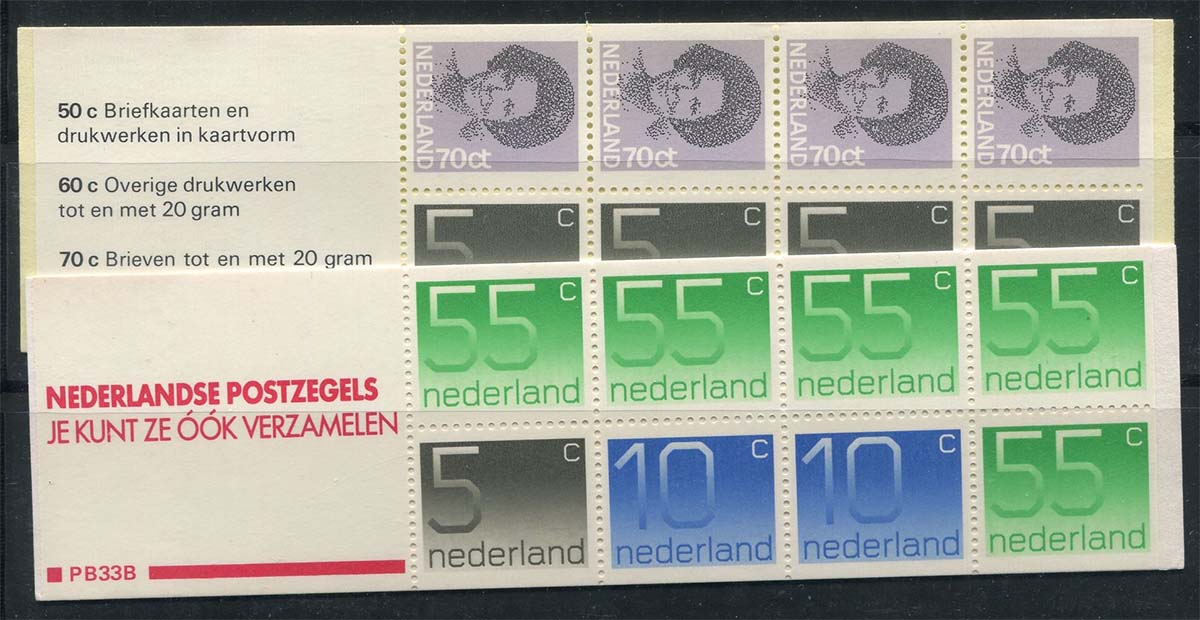 50 c Briefkaarten en
drukwerken in kaartvorm
60 c Overige drukwerken
tot en met 20 gram
70 c Brieven tot en met 20 gram
NEDERLAND 70ct
NEDERLAND 70ct
NEDERLAND 70ct
NEDERLAND 70ct
5 c
5 c
5 c
5 c
NEDERLANDSE POSTZEGELS
JE KUNT ZE ÓÓK VERZAMELEN
PB33B
55 c
nederland
55 c
nederland
55 c
nederland
55 c
nederland
5 c
nederland
10 c
nederland
10 c
nederland
55 c
nederland